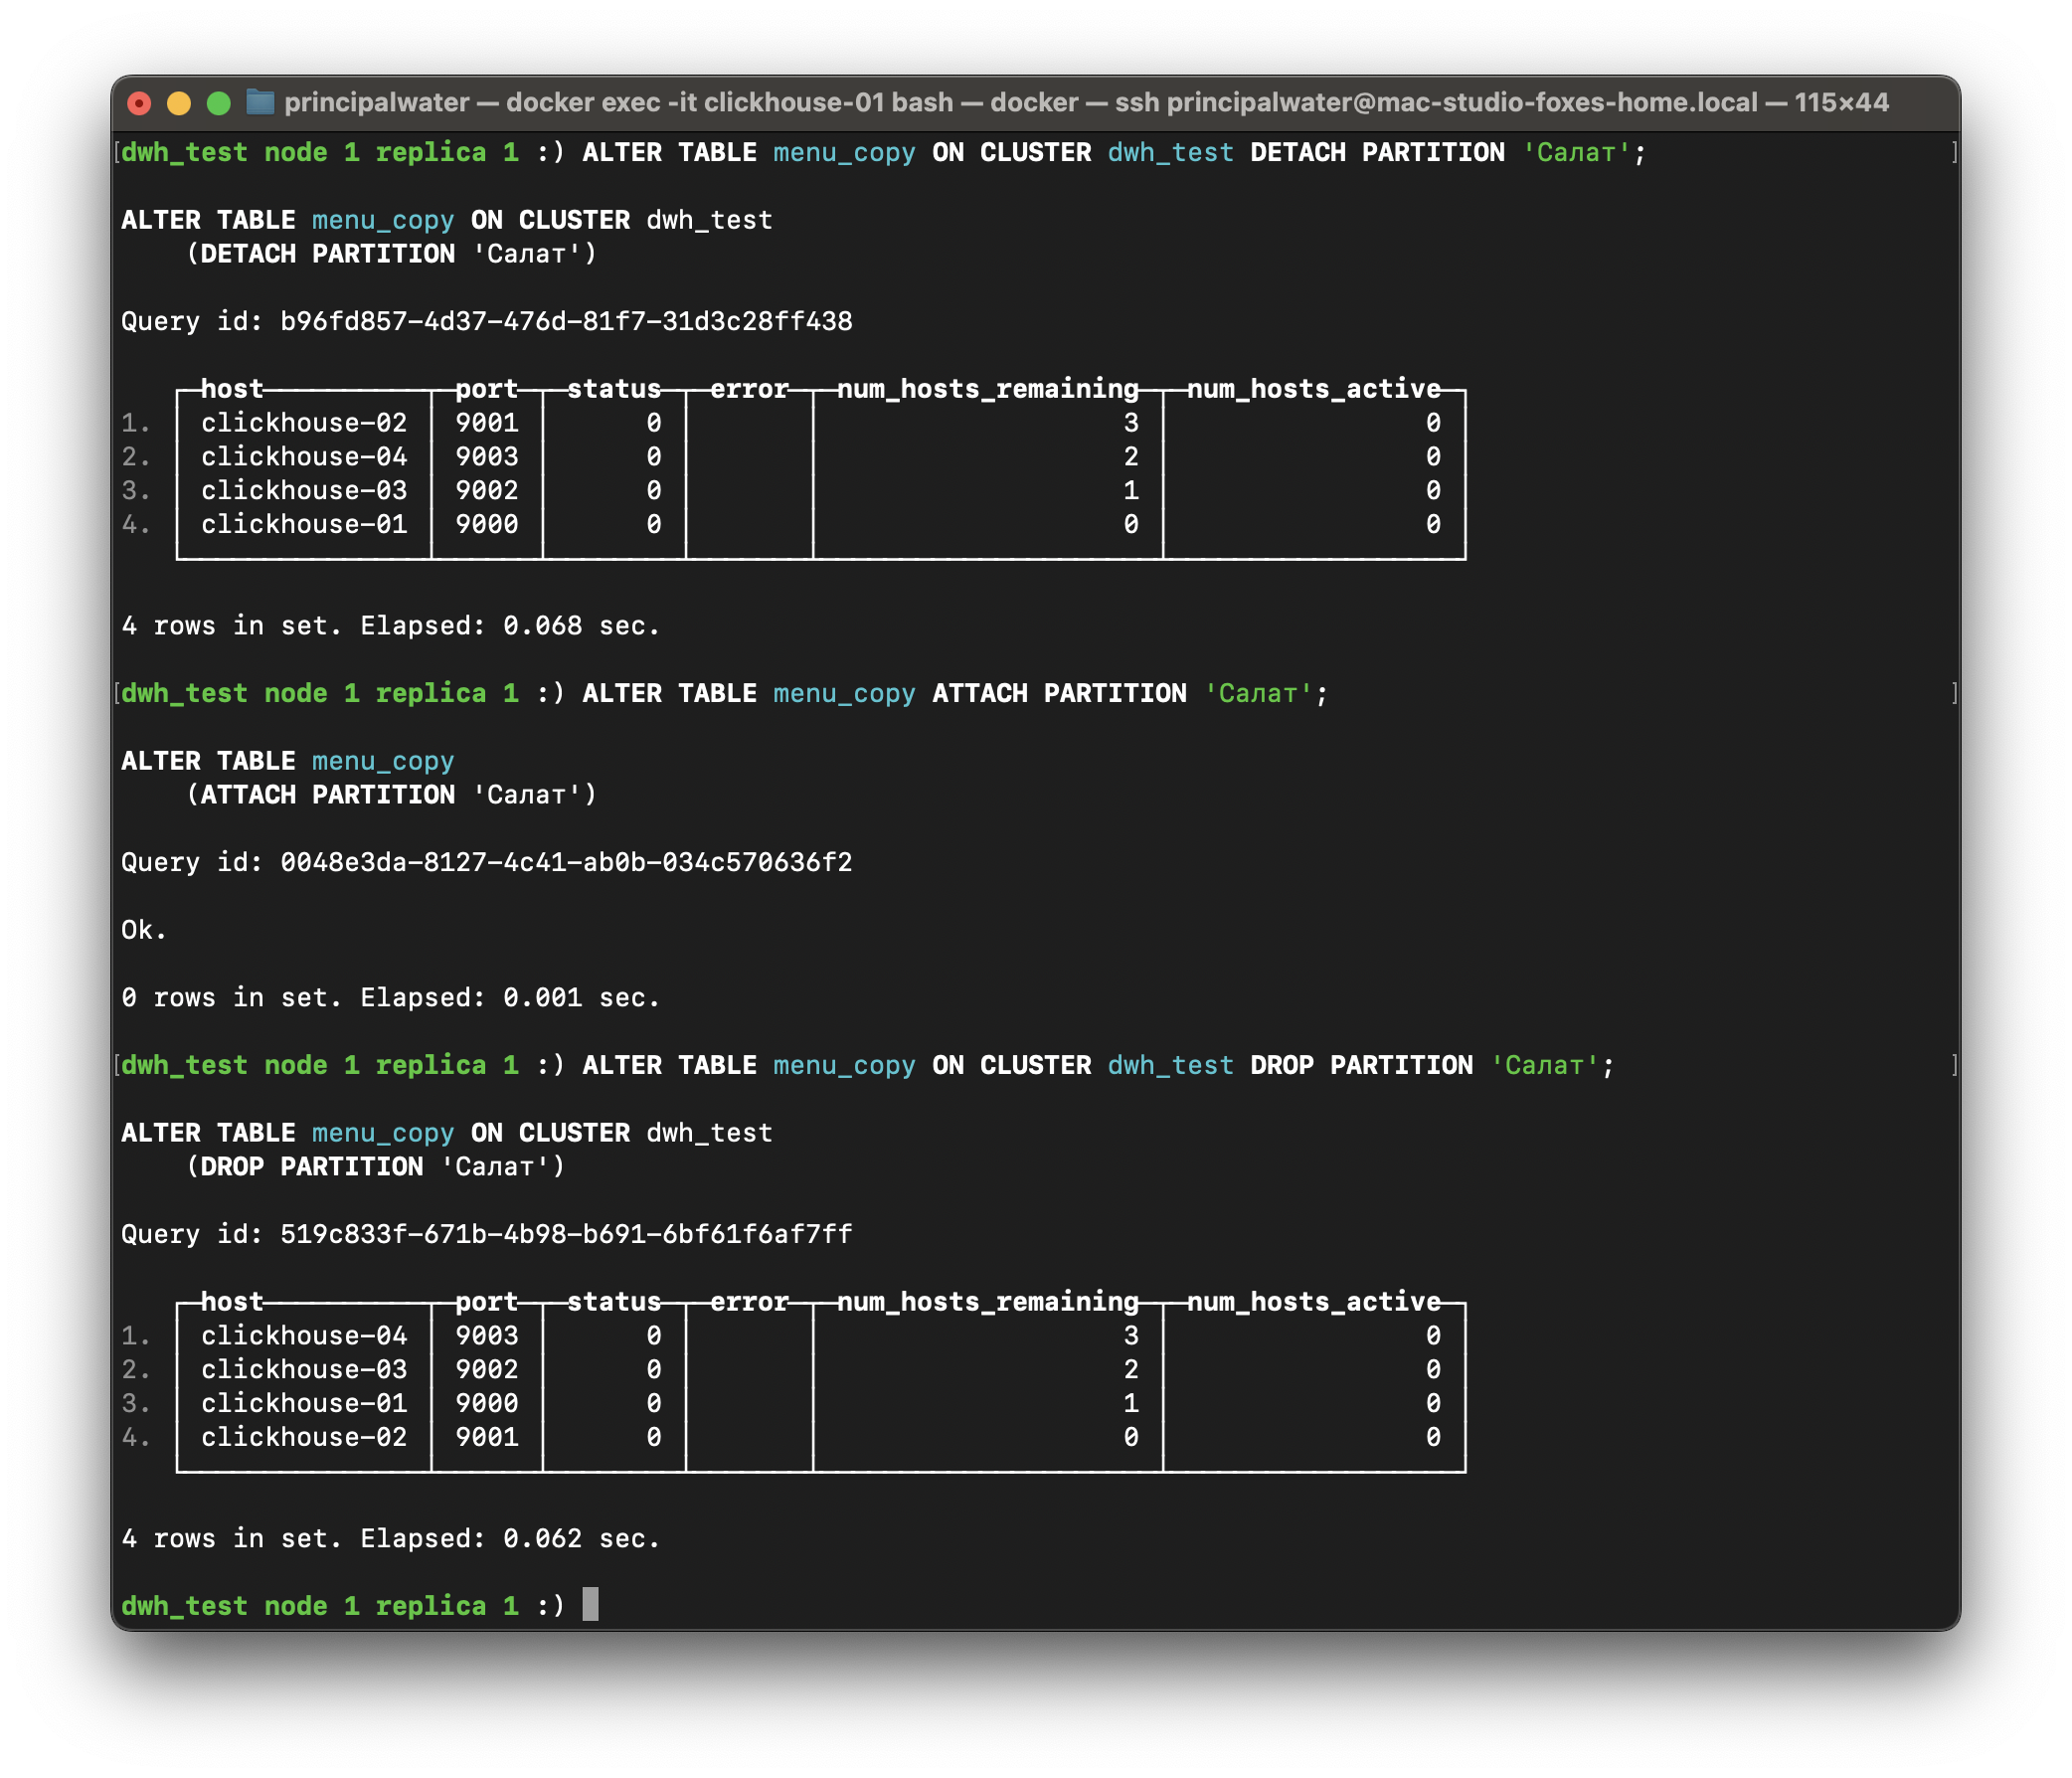 principalwater — docker exec -it clickhouse-01 bash — docker — ssh principalwater@mac-studio-foxes-home.local — 115×44
[dwh_test node 1 replica 1 :) ALTER TABLE menu_copy ON CLUSTER dwh_test DETACH PARTITION 'Салат'; ]
ALTER TABLE menu_copy ON CLUSTER dwh_test
(DETACH PARTITION 'Салат')
Query id: b96fd857-4d37-476d-81f7-31d3c28ff438
host port status error num_hosts_remaining num_hosts_active
1. clickhouse-02 9001 0 3 0
2. clickhouse-04 9003 0 2 0
3. clickhouse-03 9002 0 1 0
4. clickhouse-01 9000 0 0 0
4 rows in set. Elapsed: 0.068 sec.
[dwh_test node 1 replica 1 :) ALTER TABLE menu_copy ATTACH PARTITION 'Салат'; ]
ALTER TABLE menu_copy
(ATTACH PARTITION 'Салат')
Query id: 0048e3da-8127-4c41-ab0b-034c570636f2
Ok.
0 rows in set. Elapsed: 0.001 sec.
[dwh_test node 1 replica 1 :) ALTER TABLE menu_copy ON CLUSTER dwh_test DROP PARTITION 'Салат'; ]
ALTER TABLE menu_copy ON CLUSTER dwh_test
(DROP PARTITION 'Салат')
Query id: 519c833f-671b-4b98-b691-6bf61f6af7ff
host port status error num_hosts_remaining num_hosts_active
1. clickhouse-04 9003 0 3 0
2. clickhouse-03 9002 0 2 0
3. clickhouse-01 9000 0 1 0
4. clickhouse-02 9001 0 0 0
4 rows in set. Elapsed: 0.062 sec.
dwh_test node 1 replica 1 :)